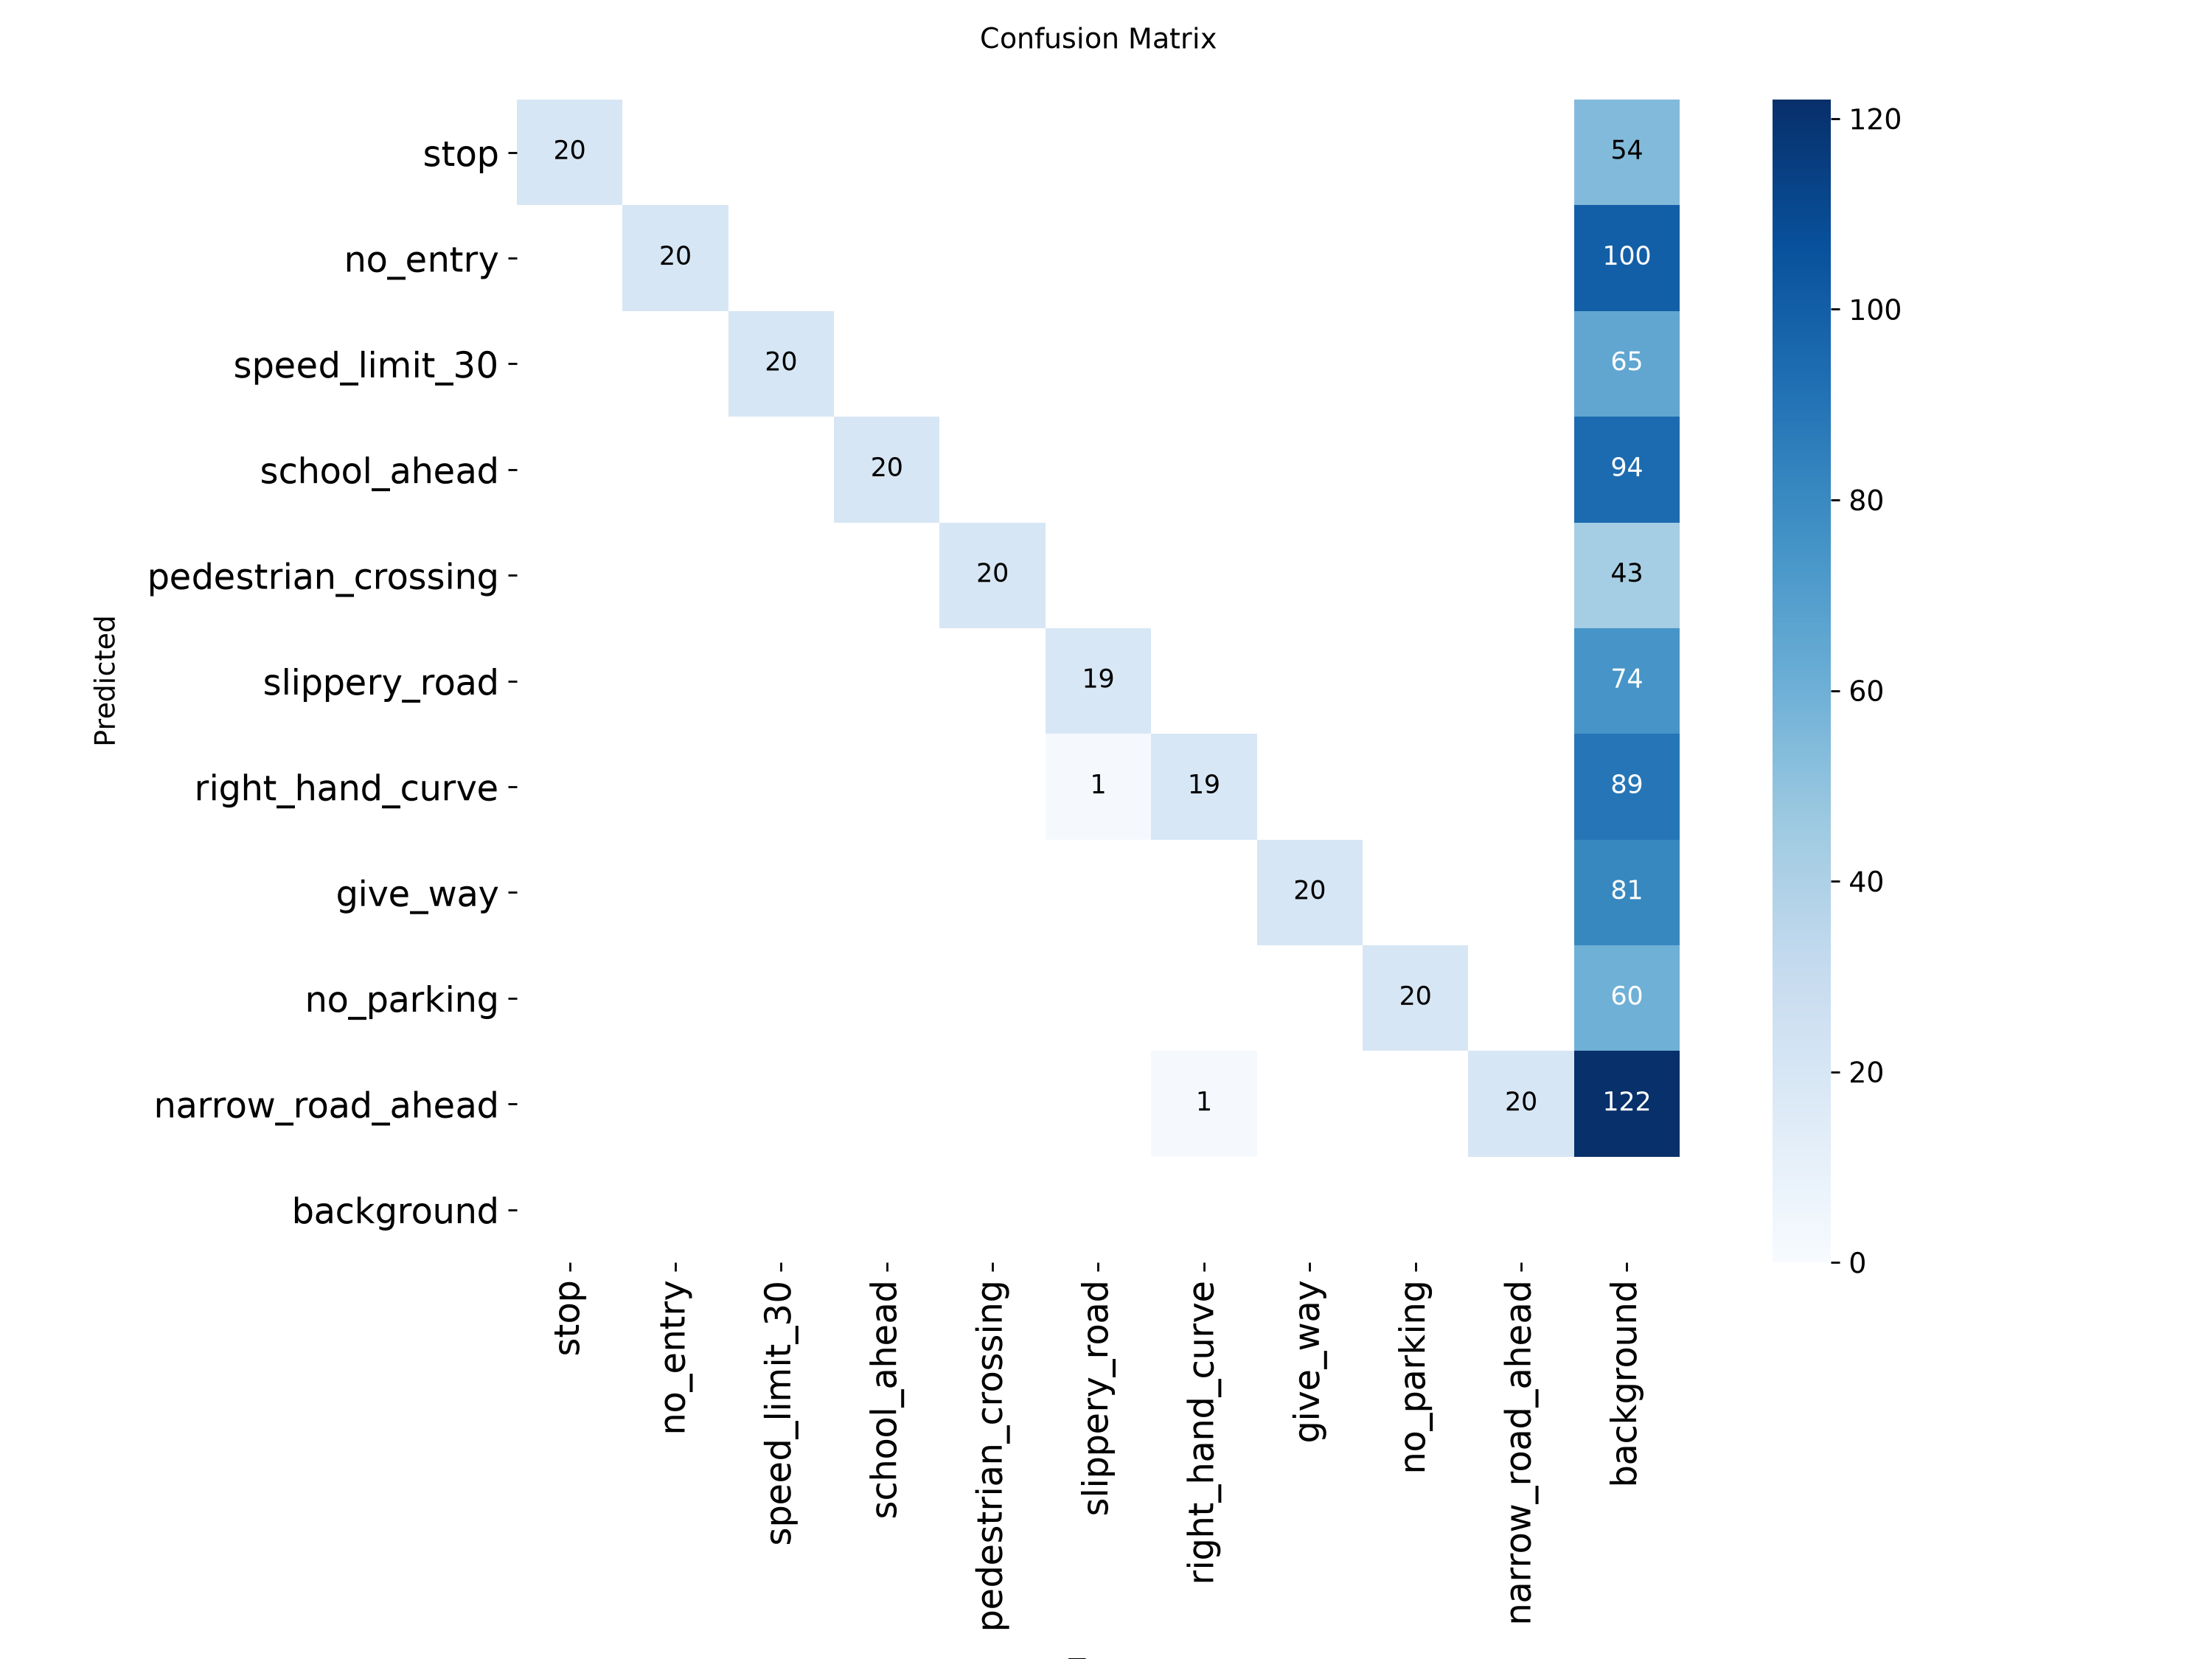 Confusion Matrix
stop 20 54
no_entry 20 100
speed_limit_30 20 65
school_ahead 20 94
pedestrian_crossing 20 43
slippery_road 19 74
right_hand_curve 1 19 89
give_way 20 81
no_parking 20 60
narrow_road_ahead 1 20 122
background
Predicted
stop
no_entry
speed_limit_30
school_ahead
pedestrian_crossing
slippery_road
right_hand_curve
give_way
no_parking
narrow_road_ahead
background
120
100
80
60
40
20
0